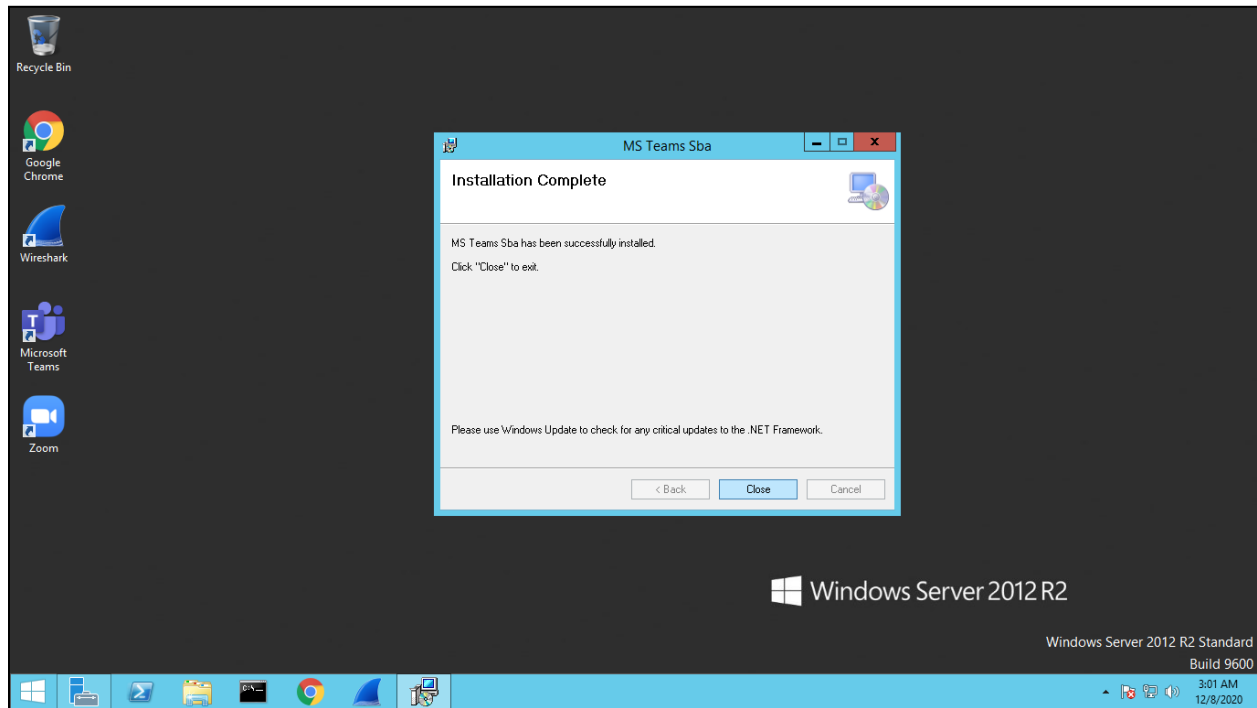 Recycle Bin
Google
Chrome
Wireshark
Microsoft
Teams
Zoom
MS Teams Sba
Installation Complete
MS Teams Sba has been successfully installed.
Click "Close" to exit.
Please use Windows Update to check for any critical updates to the .NET Framework.
< Back Close Cancel
Windows Server 2012 R2
Windows Server 2012 R2 Standard
Build 9600
3:01 AM
12/8/2020